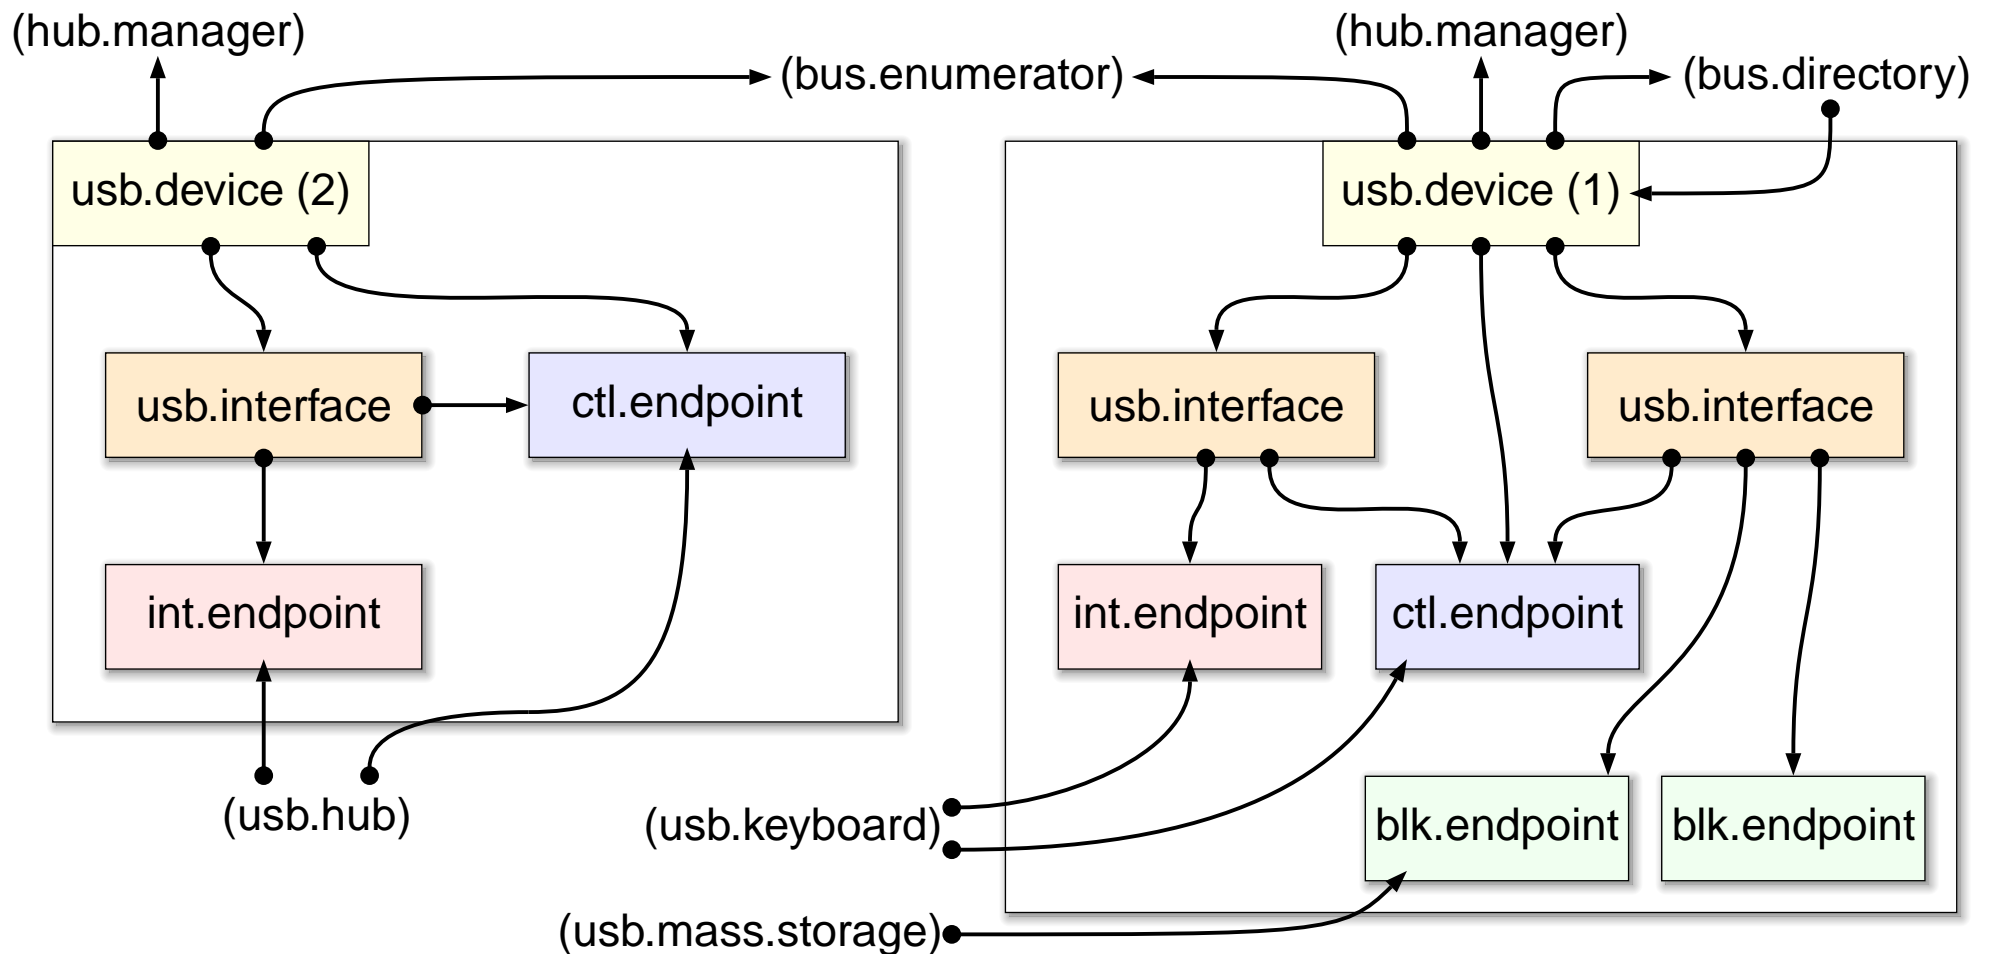 (hub.manager)
(hub.manager)
(bus.enumerator)
(bus.directory)
usb.device (2)
usb.device (1)
usb.interface
ctl.endpoint
usb.interface
usb.interface
int.endpoint
int.endpoint
ctl.endpoint
(usb.hub)
(usb.keyboard)
blk.endpoint
blk.endpoint
(usb.mass.storage)